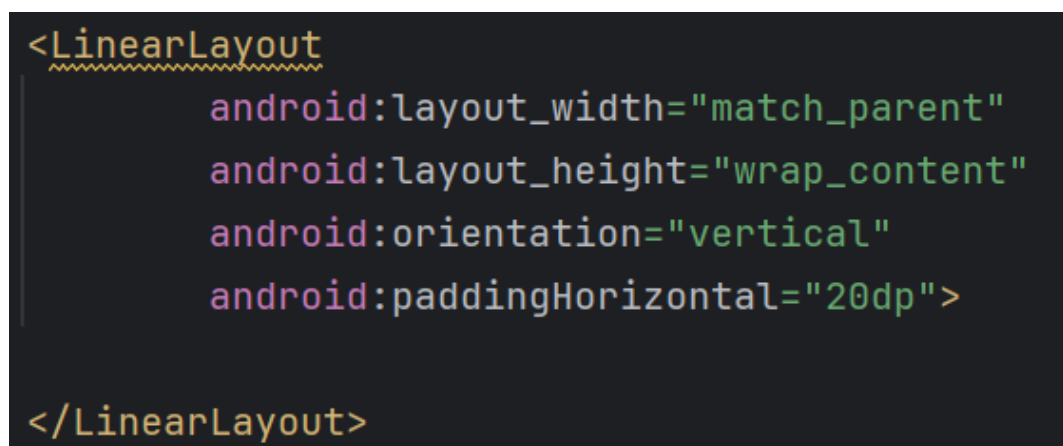 <LinearLayout
android:layout_width="match_parent"
android:layout_height="wrap_content"
android:orientation="vertical"
android:paddingHorizontal="20dp">
</LinearLayout>